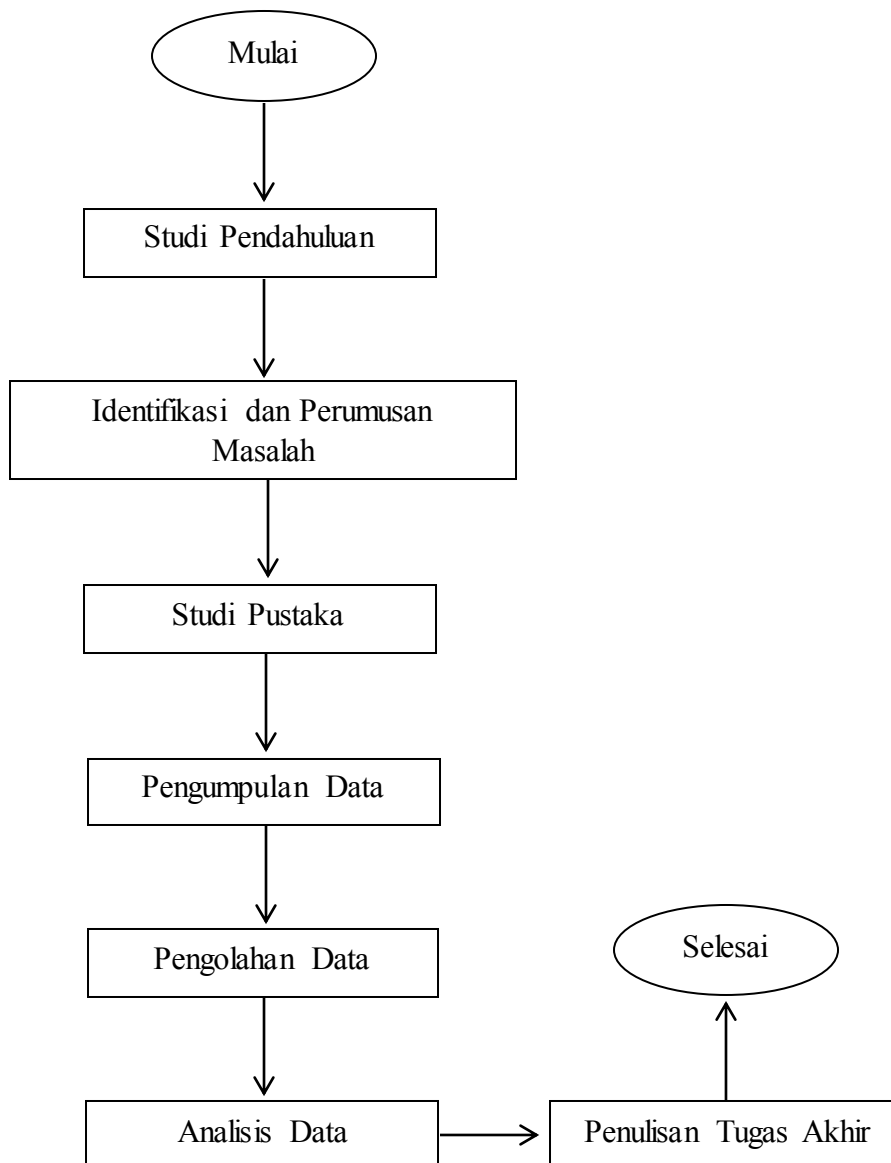 Mulai
Studi Pendahuluan
Identifikasi dan Perumusan
Masalah
Studi Pustaka
Pengumpulan Data
Pengolahan Data
Analisis Data
Penulisan Tugas Akhir
Selesai